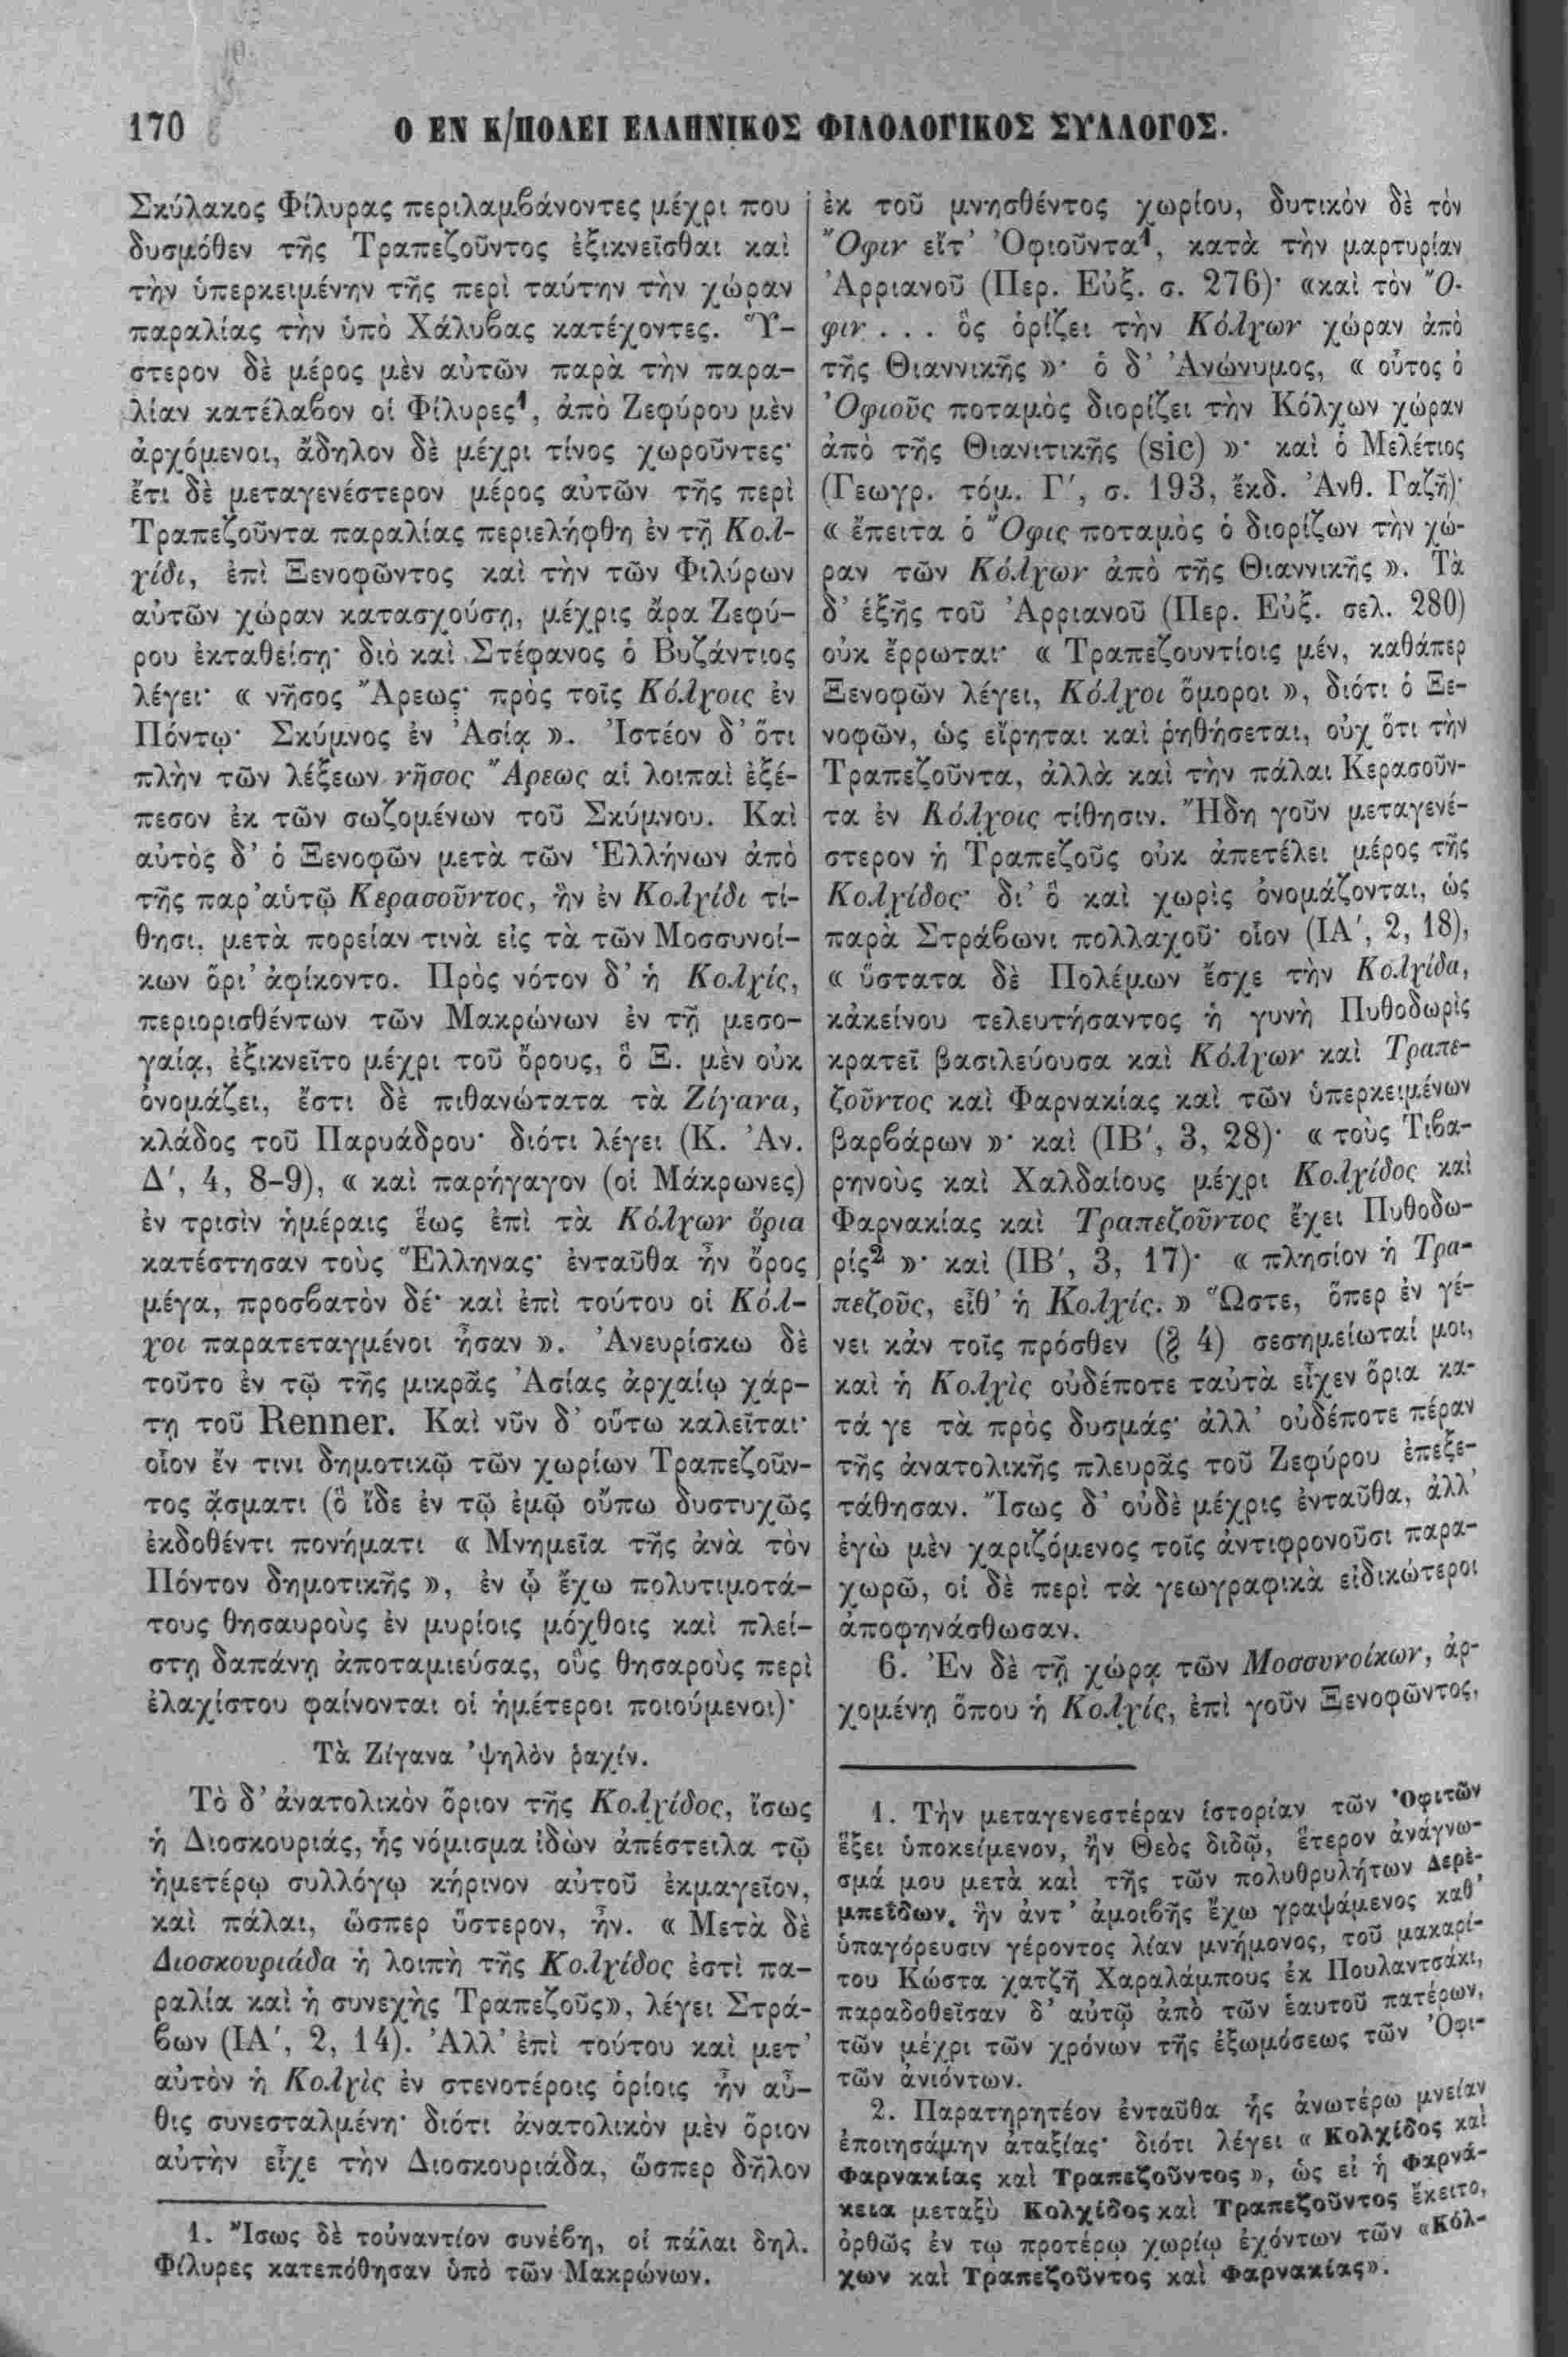 170 Ο ΕΝ Κ/ΠΟΛΕΙ ΕΛΛΗΝΙΚΟΣ ΦΙΛΟΛΟΓΙΚΟΣ ΣΥΛΛΟΓΟΣ.
Σκύλακος Φίλυρας περιλαμβάνοντες μέχρι που
δυσμόθεν τῆς Τραπεζοῦντος ἐξικνεῖσθαι καὶ
τὴν ὑπερκειμένην τῆς περὶ ταύτην τὴν χώραν
παραλίας τὴν ὑπὸ Χάλυβας κατέχοντες. Ὕ-
στερον δὲ μέρος μὲν αὐτῶν παρὰ τὴν παρα-
λίαν κατέλαβον οἱ Φίλυρες¹, ἀπὸ Ζεφύρου μὲν
ἀρχόμενοι, ἄδηλον δὲ μέχρι τίνος χωροῦντες·
ἔτι δὲ μεταγενέστερον μέρος αὐτῶν τῆς περὶ
Τραπεζοῦντα παραλίας περιελήφθη ἐν τῇ Κολ-
χίδι, ἐπὶ Ξενοφῶντος καὶ τὴν τῶν Φιλύρων
αὐτῶν χώραν κατασχούσῃ, μέχρις ἄρα Ζεφύ-
ρου ἐκταθείσῃ· διὸ καὶ Στέφανος ὁ Βυζάντιος
λέγει· « νῆσος Ἄρεως· πρὸς τοῖς Κόλχοις ἐν
Πόντῳ· Σκύμνος ἐν Ἀσίᾳ ». Ἰστέον δ' ὅτι
πλὴν τῶν λέξεων νῆσος Ἄρεως αἱ λοιπαὶ ἐξέ-
πεσον ἐκ τῶν σωζομένων τοῦ Σκύμνου. Καὶ
αὐτὸς δ' ὁ Ξενοφῶν μετὰ τῶν Ἑλλήνων ἀπὸ
τῆς παρ' αὑτῷ Κερασοῦντος, ἣν ἐν Κολχίδι τί-
θησι, μετὰ πορείαν τινὰ εἰς τὰ τῶν Μοσσυνοί-
κων ὅρι' ἀφίκοντο. Πρὸς νότον δ' ἡ Κολχίς,
περιορισθέντων τῶν Μακρώνων ἐν τῇ μεσο-
γαίᾳ, ἐξικνεῖτο μέχρι τοῦ ὄρους, ὃ Ξ. μὲν οὐκ
ὀνομάζει, ἔστι δὲ πιθανώτατα τὰ Ζίγανα,
κλάδος τοῦ Παρυάδρου· διότι λέγει (Κ. Ἀν.
Δ', 4, 8-9), « καὶ παρήγαγον (οἱ Μάκρωνες)
ἐν τρισὶν ἡμέραις ἕως ἐπὶ τὰ Κόλχων ὅρια
κατέστησαν τοὺς Ἕλληνας· ἐνταῦθα ἦν ὄρος
μέγα, προσβατὸν δέ· καὶ ἐπὶ τούτου οἱ Κόλ-
χοι παρατεταγμένοι ἦσαν ». Ἀνευρίσκω δὲ
τοῦτο ἐν τῷ τῆς μικρᾶς Ἀσίας ἀρχαίῳ χάρ-
τῃ τοῦ Renner. Καὶ νῦν δ' οὕτω καλεῖται·
οἷον ἔν τινι δημοτικῷ τῶν χωρίων Τραπεζοῦν-
τος ᾄσματι (ὃ ἴδε ἐν τῷ ἐμῷ οὔπω δυστυχῶς
ἐκδοθέντι πονήματι « Μνημεῖα τῆς ἀνὰ τὸν
Πόντον δημοτικῆς », ἐν ᾧ ἔχω πολυτιμοτά-
τους θησαυροὺς ἐν μυρίοις μόχθοις καὶ πλεί-
στῃ δαπάνῃ ἀποταμιεύσας, οὓς θησαροὺς περὶ
ἐλαχίστου φαίνονται οἱ ἡμέτεροι ποιούμενοι)·
Τὰ Ζίγανα 'ψηλὸν ῥαχίν.
Τὸ δ' ἀνατολικὸν ὅριον τῆς Κολχίδος, ἴσως
ἡ Διοσκουριάς, ἧς νόμισμα ἰδὼν ἀπέστειλα τῷ
ἡμετέρῳ συλλόγῳ κήρινον αὐτοῦ ἐκμαγεῖον,
καὶ πάλαι, ὥσπερ ὕστερον, ἦν. « Μετὰ δὲ
Διοσκουριάδα ἡ λοιπὴ τῆς Κολχίδος ἐστὶ πα-
ραλία καὶ ἡ συνεχὴς Τραπεζοῦς», λέγει Στρά-
βων (ΙΑ', 2, 14). Ἀλλ' ἐπὶ τούτου καὶ μετ'
αὐτὸν ἡ Κολχὶς ἐν στενοτέροις ὁρίοις ἦν αὖ-
θις συνεσταλμένη· διότι ἀνατολικὸν μὲν ὅριον
αὐτὴν εἶχε τὴν Διοσκουριάδα, ὥσπερ δῆλον
1. Ἴσως δὲ τοὐναντίον συνέβη, οἱ πάλαι δηλ.
Φίλυρες κατεπόθησαν ὑπὸ τῶν Μακρώνων.
ἐκ τοῦ μνησθέντος χωρίου, δυτικὸν δὲ τὸν
Ὄφιν εἴτ' Ὀφιοῦντα¹, κατὰ τὴν μαρτυρίαν
Ἀρριανοῦ (Περ. Εὐξ. σ. 276)· «καὶ τὸν Ὄ-
φιν . . . ὃς ὁρίζει τὴν Κόλχων χώραν ἀπὸ
τῆς Θιαννικῆς »· ὁ δ' Ἀνώνυμος, « οὗτος ὁ
Ὀφιοῦς ποταμὸς διορίζει τὴν Κόλχων χώραν
ἀπὸ τῆς Θιανιτικῆς (sic) »· καὶ ὁ Μελέτιος
(Γεωγρ. τόμ. Γ', σ. 193, ἔκδ. Ἀνθ. Γαζῆ)·
« ἔπειτα ὁ Ὄφις ποταμὸς ὁ διορίζων τὴν χώ-
ραν τῶν Κόλχων ἀπὸ τῆς Θιαννικῆς ». Τὰ
δ' ἑξῆς τοῦ Ἀρριανοῦ (Περ. Εὐξ. σελ. 280)
οὐκ ἔρρωται· « Τραπεζουντίοις μέν, καθάπερ
Ξενοφῶν λέγει, Κόλχοι ὅμοροι », διότι ὁ Ξε-
νοφῶν, ὡς εἴρηται καὶ ῥηθήσεται, οὐχ ὅτι τὴν
Τραπεζοῦντα, ἀλλὰ καὶ τὴν πάλαι Κερασοῦν-
τα ἐν Κόλχοις τίθησιν. Ἤδη γοῦν μεταγενέ-
στερον ἡ Τραπεζοῦς οὐκ ἀπετέλει μέρος τῆς
Κολχίδος· δι' ὃ καὶ χωρὶς ὀνομάζονται, ὡς
παρὰ Στράβωνι πολλαχοῦ· οἷον (ΙΑ', 2, 18),
« ὕστατα δὲ Πολέμων ἔσχε τὴν Κολχίδα,
κἀκείνου τελευτήσαντος ἡ γυνὴ Πυθοδωρὶς
κρατεῖ βασιλεύουσα καὶ Κόλχων καὶ Τραπε-
ζοῦντος καὶ Φαρνακίας καὶ τῶν ὑπερκειμένων
βαρβάρων »· καὶ (ΙΒ', 3, 28)· « τοὺς Τιβα-
ρηνοὺς καὶ Χαλδαίους μέχρι Κολχίδος καὶ
Φαρνακίας καὶ Τραπεζοῦντος ἔχει Πυθοδω-
ρίς² »· καὶ (ΙΒ', 3, 17)· « πλησίον ἡ Τρα-
πεζοῦς, εἶθ' ἡ Κολχίς. » Ὥστε, ὅπερ ἐν γέ-
νει κἀν τοῖς πρόσθεν (§ 4) σεσημείωταί μοι,
καὶ ἡ Κολχὶς οὐδέποτε ταὐτὰ εἶχεν ὅρια κα-
τά γε τὰ πρὸς δυσμάς· ἀλλ' οὐδέποτε πέραν
τῆς ἀνατολικῆς πλευρᾶς τοῦ Ζεφύρου ἐπεξε-
τάθησαν. Ἴσως δ' οὐδὲ μέχρις ἐνταῦθα, ἀλλ'
ἐγὼ μὲν χαριζόμενος τοῖς ἀντιφρονοῦσι παρα-
χωρῶ, οἱ δὲ περὶ τὰ γεωγραφικὰ εἰδικώτεροι
ἀποφηνάσθωσαν.
6. Ἐν δὲ τῇ χώρᾳ τῶν Μοσσυνοίκων, ἀρ-
χομένῃ ὅπου ἡ Κολχίς, ἐπὶ γοῦν Ξενοφῶντος,
1. Τὴν μεταγενεστέραν ἱστορίαν τῶν Ὀφιτῶν
ἕξει ὑποκείμενον, ἢν Θεὸς διδῷ, ἕτερον ἀνάγνω-
σμά μου μετὰ καὶ τῆς τῶν πολυθρυλήτων Δερὲ-
μπεΐδων, ἣν ἀντ' ἀμοιβῆς ἔχω γραψάμενος καθ'
ὑπαγόρευσιν γέροντος λίαν μνήμονος, τοῦ μακαρί-
του Κώστα χατζῆ Χαραλάμπους ἐκ Πουλαντσάκι,
παραδοθεῖσαν δ' αὐτῷ ἀπὸ τῶν ἑαυτοῦ πατέρων,
τῶν μέχρι τῶν χρόνων τῆς ἐξωμόσεως τῶν Ὀφι-
τῶν ἀνιόντων.
2. Παρατηρητέον ἐνταῦθα ἧς ἀνωτέρω μνείαν
ἐποιησάμην ἀταξίας· διότι λέγει « Κολχίδος καὶ
Φαρνακίας καὶ Τραπεζοῦντος », ὡς εἰ ἡ Φαρνά-
κεια μεταξὺ Κολχίδος καὶ Τραπεζοῦντος ἔκειτο,
ὀρθῶς ἐν τῳ προτέρῳ χωρίῳ ἐχόντων τῶν «Κόλ-
χων καὶ Τραπεζοῦντος καὶ Φαρνακίας».